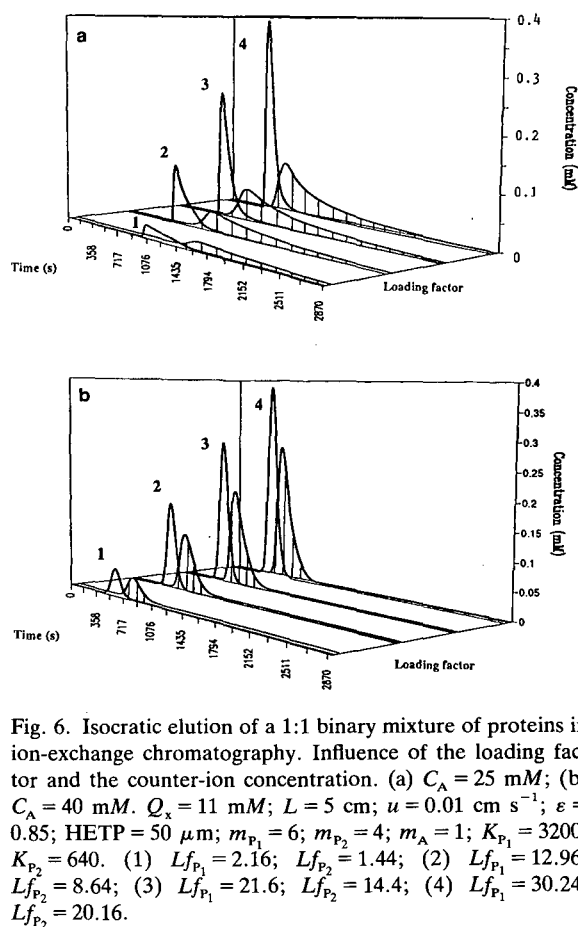 a
4
3
2
1
0.4
0.3
0.2
0.1
0
Concentration (mM)
0
358
717
1076
1435
1794
2152
2511
2870
Time (s)
Loading factor
b
4
3
2
1
0.4
0.35
0.3
0.25
0.2
0.15
0.1
0.05
0
Concentration (mM)
0
358
717
1076
1435
1794
2152
2511
2870
Time (s)
Loading factor
Fig. 6. Isocratic elution of a 1:1 binary mixture of proteins i
ion-exchange chromatography. Influence of the loading fac
tor and the counter-ion concentration. (a) C_A = 25 mM; (b
C_A = 40 mM. Q_x = 11 mM; L = 5 cm; u = 0.01 cm s⁻¹; ε =
0.85; HETP = 50 μm; m_P₁ = 6; m_P₂ = 4; m_A = 1; K_P₁ = 3200
K_P₂ = 640. (1) Lf_P₁ = 2.16; Lf_P₂ = 1.44; (2) Lf_P₁ = 12.96
Lf_P₂ = 8.64; (3) Lf_P₁ = 21.6; Lf_P₂ = 14.4; (4) Lf_P₁ = 30.24
Lf_P₂ = 20.16.